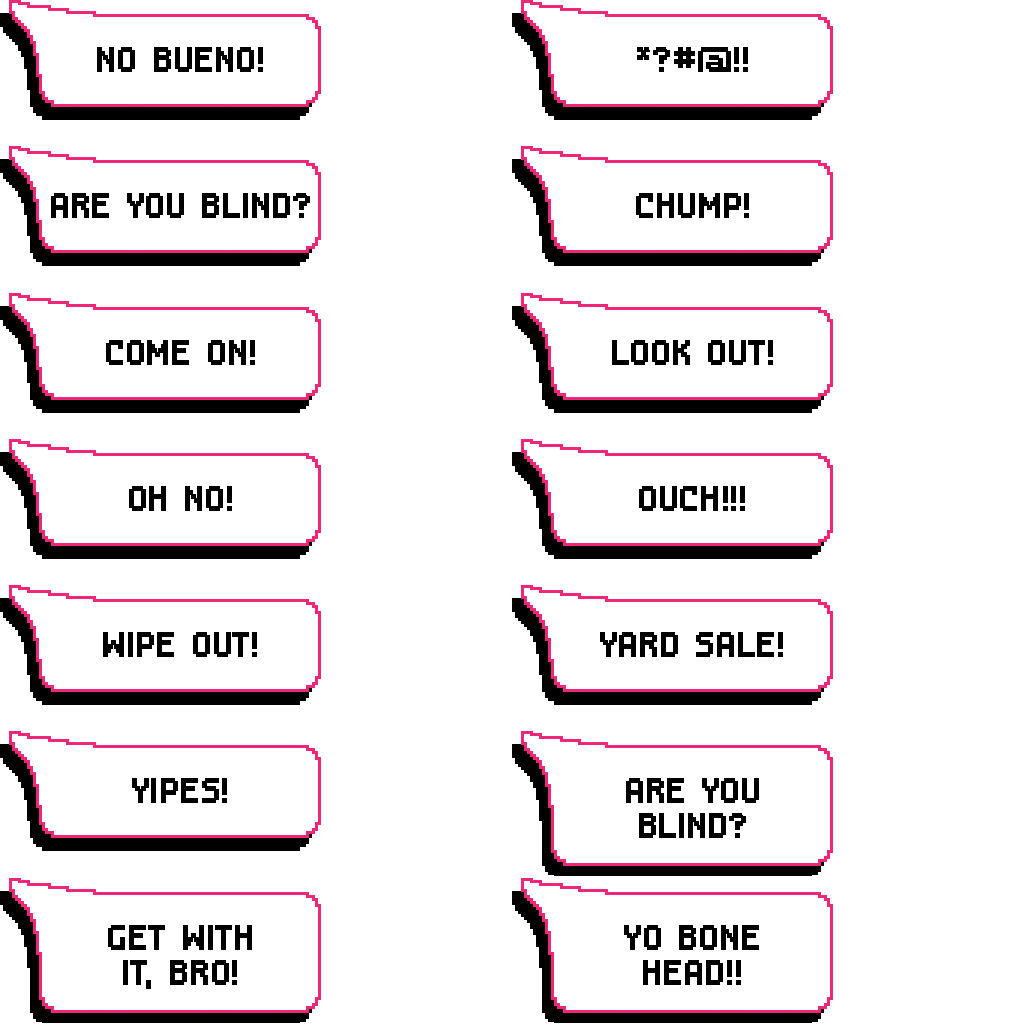 NO BUENO!
*?#@!!
ARE YOU BLIND?
CHUMP!
COME ON!
LOOK OUT!
OH NO!
OUCH!!!
WIPE OUT!
YARD SALE!
YIPES!
ARE YOU
BLIND?
GET WITH
IT, BRO!
YO BONE
HEAD!!